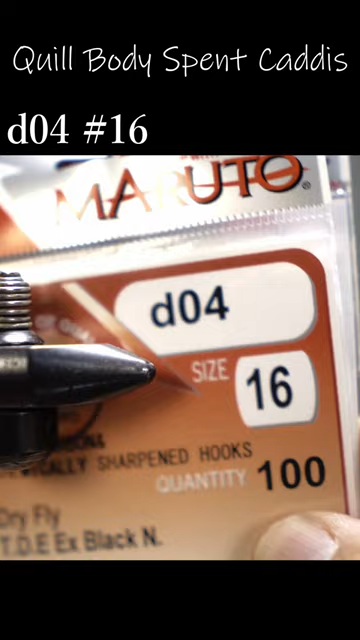 Quill Body Spent Caddis
d04 #16
MARUTO®
d04
SIZE
16
SHARPENED HOOKS
QUANTITY 100
Dry Fly
T.D.E Ex Black N.